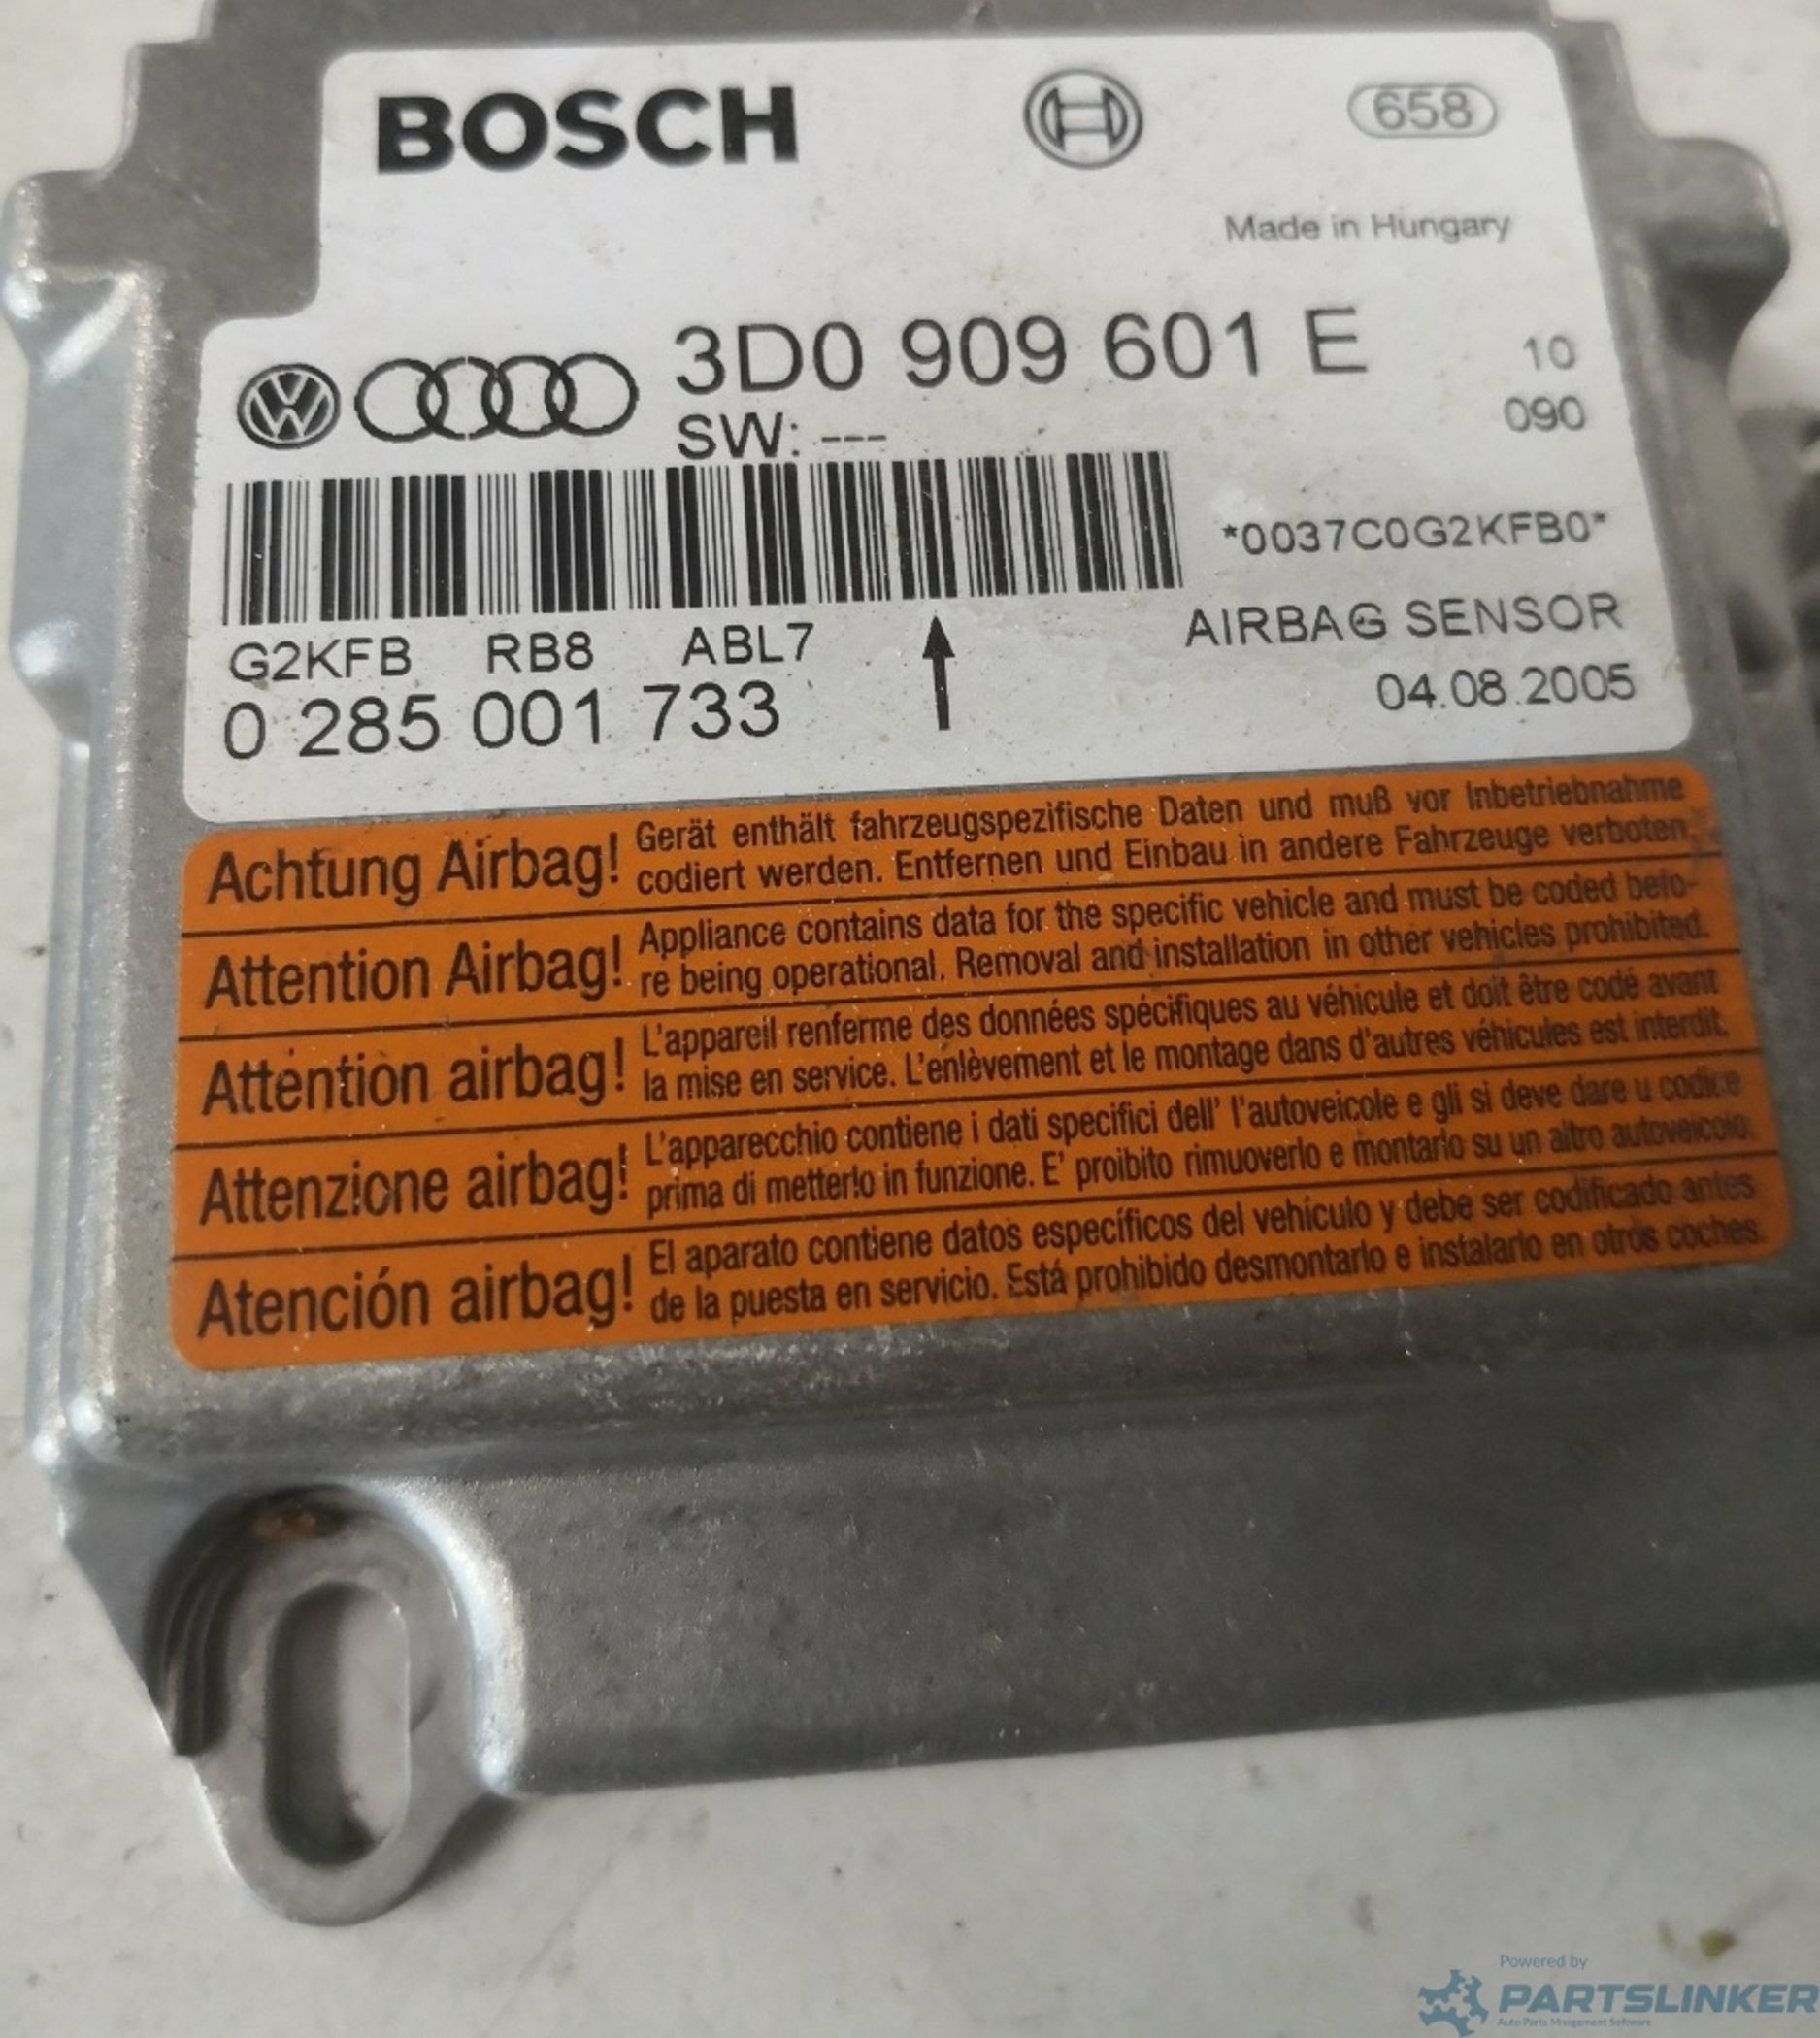 BOSCH
658
Made in Hungary
3D0 909 601 E
10
SW: ---
090
*0037C0G2KFB0*
G2KFB RB8 ABL7
AIRBAG SENSOR
0 285 001 733
04.08.2005
Achtung Airbag! Gerät enthält fahrzeugspezifische Daten und muß vor Inbetriebnahme
codiert werden. Entfernen und Einbau in andere Fahrzeuge verboten.
Attention Airbag! Appliance contains data for the specific vehicle and must be coded befo-
re being operational. Removal and installation in other vehicles prohibited.
Attention airbag! L'appareil renferme des données spécifiques au véhicule et doit être codé avant
la mise en service. L'enlèvement et le montage dans d'autres véhicules est interdit.
Attenzione airbag! L'apparecchio contiene i dati specifici dell' l'autoveicole e gli si deve dare u codice
prima di metterlo in funzione. E' proibito rimuoverlo e montarlo su un altro autoveicolo.
Atención airbag! El aparato contiene datos específicos del vehículo y debe ser codificado antes
de la puesta en servicio. Está prohibido desmontarlo e instalarlo en otros coches.
Powered by
PARTSLINKER
Auto Parts Mnagement Software